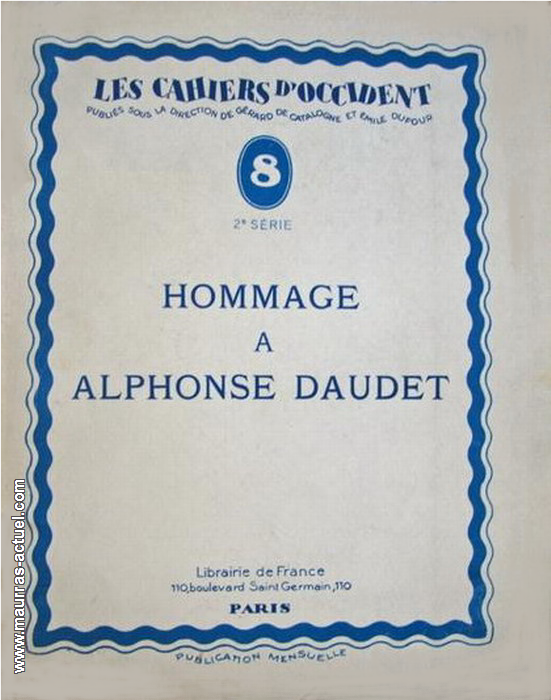 LES CAHIERS D'OCCIDENT
PUBLIÉS SOUS LA DIRECTION DE GÉRARD DE CATALOGNE ET EMILE DUFOUR
8
2e SÉRIE
HOMMAGE
A
ALPHONSE DAUDET
Librairie de France
110, boulevard Saint Germain, 110
PARIS
PUBLICATION MENSUELLE
www.maurras-actuel.com